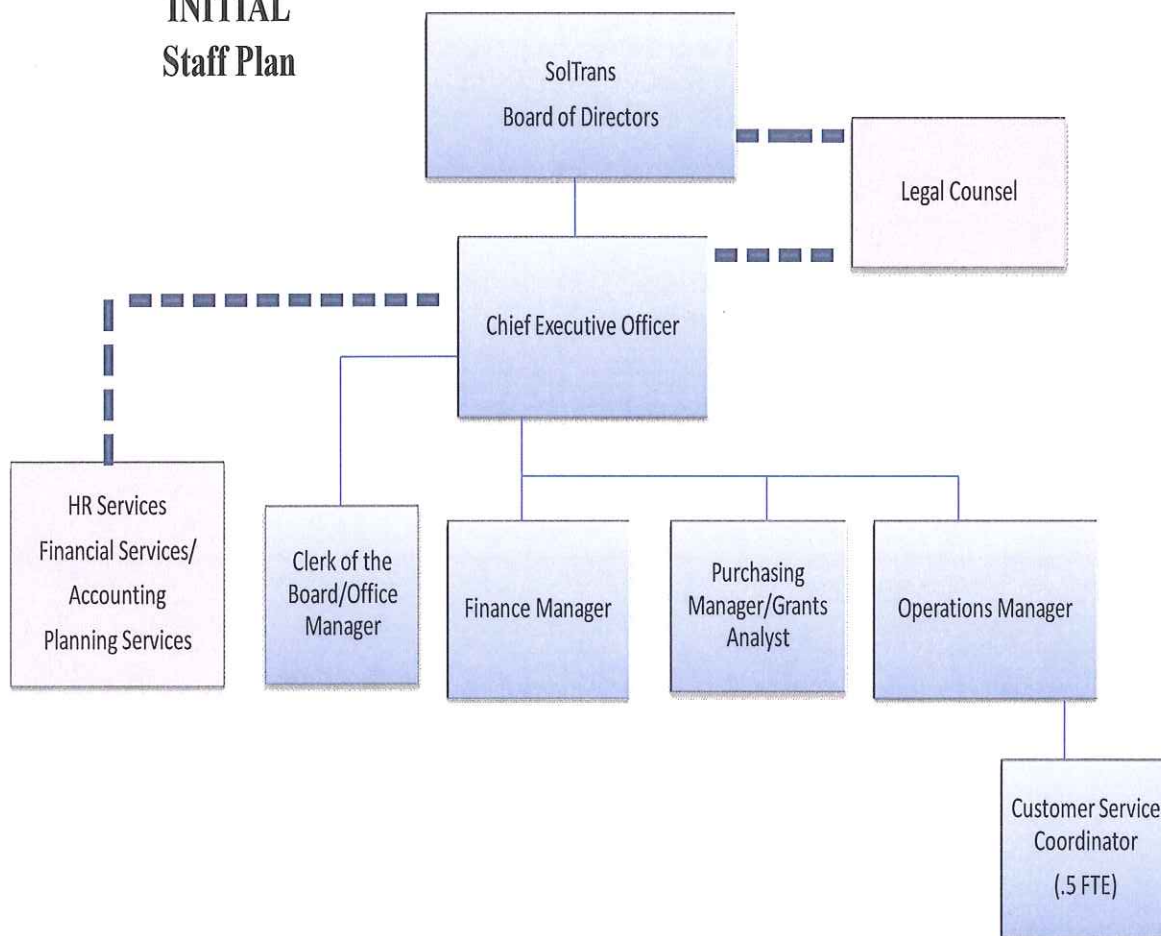 INITIAL
Staff Plan
SolTrans
Board of Directors
Legal Counsel
Chief Executive Officer
HR Services
Financial Services/
Accounting
Planning Services
Clerk of the
Board/Office
Manager
Finance Manager
Purchasing
Manager/Grants
Analyst
Operations Manager
Customer Service
Coordinator
(.5 FTE)